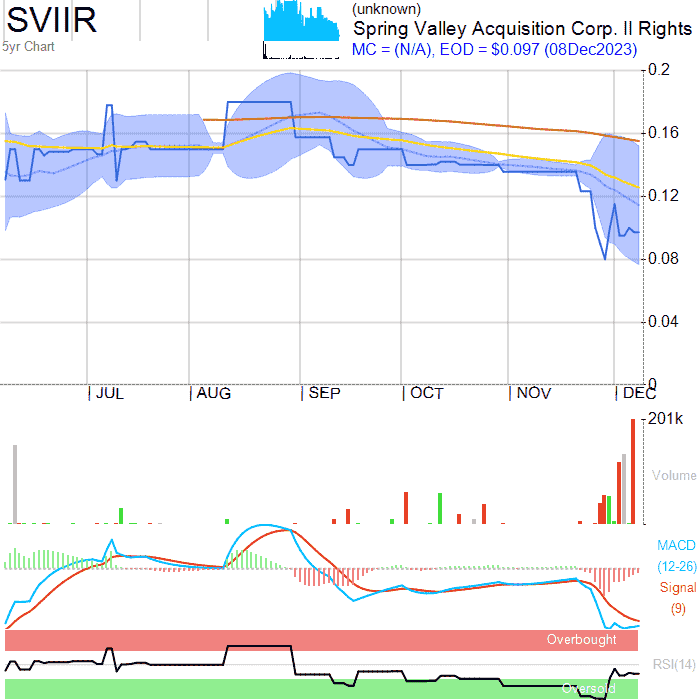 SVIIR
5yr Chart
(unknown)
Spring Valley Acquisition Corp. II Rights
MC = (N/A), EOD = $0.097 (08Dec2023)
0.2
0.16
0.12
0.08
0.04
0
JUL AUG SEP OCT NOV DEC
201k
Volume
MACD
(12-26)
Signal
(9)
Overbought
RSI(14)
Oversold